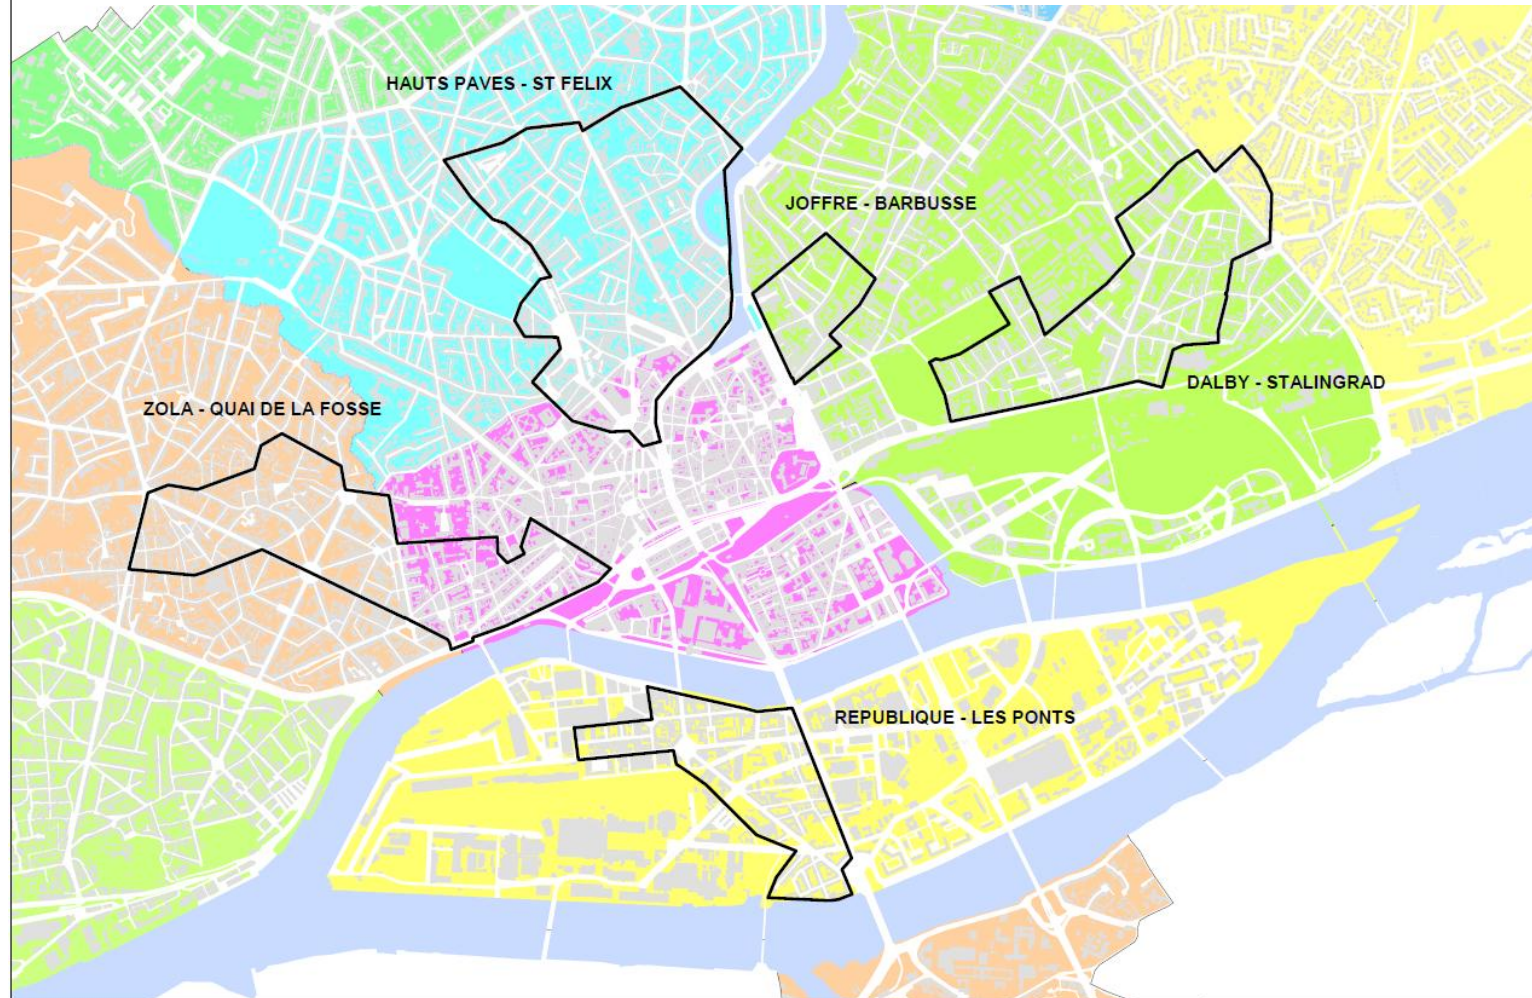 HAUTS PAVES - ST FELIX
JOFFRE - BARBUSSE
DALBY - STALINGRAD
ZOLA - QUAI DE LA FOSSE
REPUBLIQUE - LES PONTS